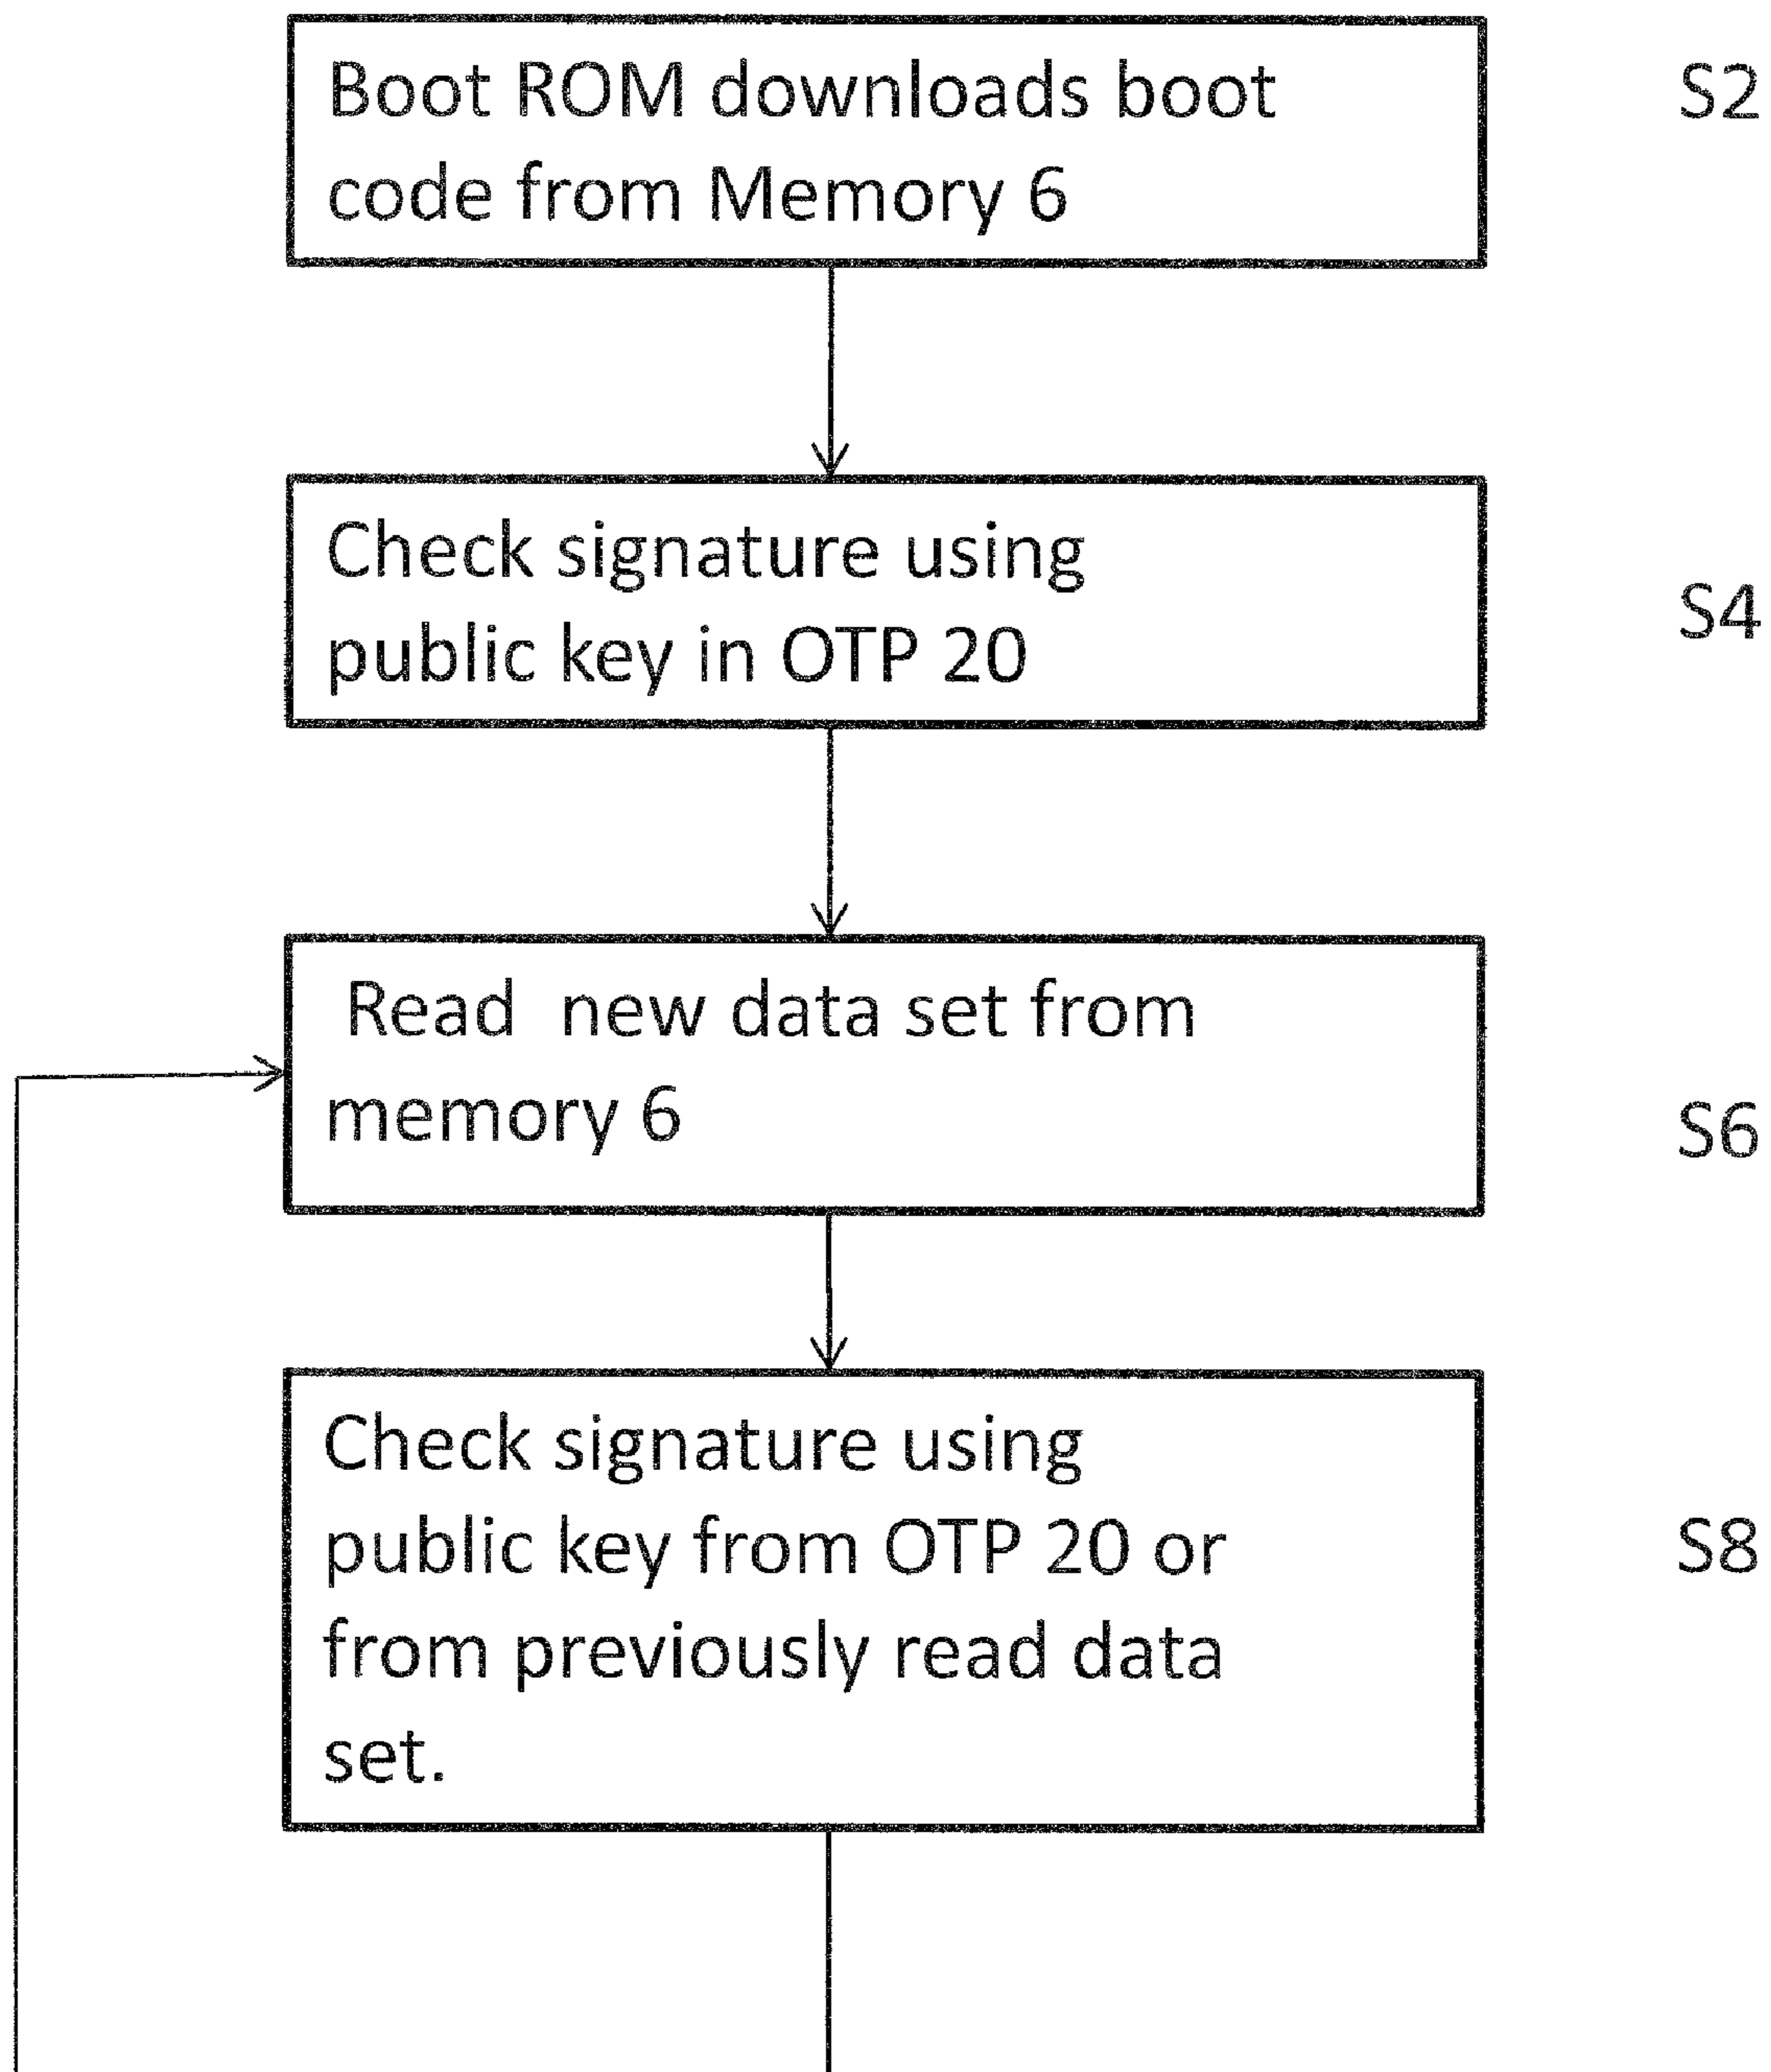 Boot ROM downloads boot
code from Memory 6
S2
Check signature using
public key in OTP 20
S4
Read new data set from
memory 6
S6
Check signature using
public key from OTP 20 or
from previously read data
set.
S8